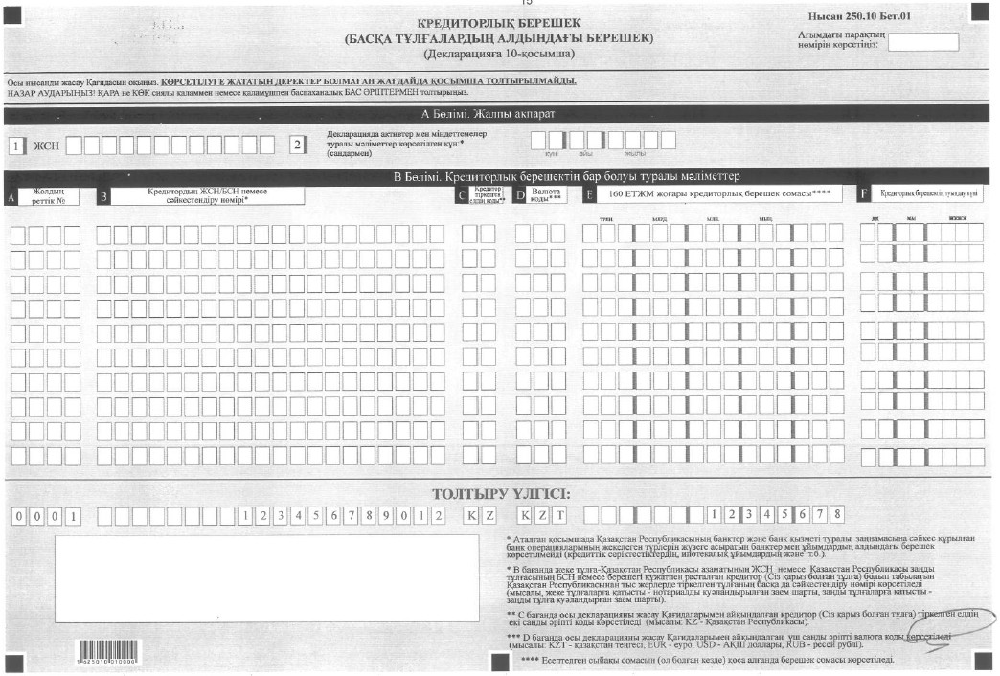 15
КРЕДИТОРЛЫҚ БЕРЕШЕК
(БАСҚА ТҰЛҒАЛАРДЫҢ АЛДЫНДАҒЫ БЕРЕШЕК)
(Декларацияға 10-қосымша)
Нысан 250.10 Бет.01
Ағымдағы парақтың
нөмірін көрсетіңіз:
Осы нысанды жасау Қағидасын оқыңыз. КӨРСЕТІЛУГЕ ЖАТАТЫН ДЕРЕКТЕР БОЛМАҒАН ЖАҒДАЙДА ҚОСЫМША ТОЛТЫРЫЛМАЙДЫ.
НАЗАР АУДАРЫҢЫЗ! ҚАРА не КӨК сиялы қаламмен немесе қаламұшпен баспаханалық БАС ӘРІПТЕРМЕН толтырыңыз.
А Бөлімі. Жалпы ақпарат
1 ЖСН
2 Декларацияда активтер мен міндеттемелер
туралы мәліметтер көрсетілген күн:*
(сандармен)
күні айы жылы
В Бөлімі. Кредиторлық берешектің бар болуы туралы мәліметтер
A Жолдың
реттік №
B Кредитордың ЖСН/БСН немесе
сәйкестендіру нөмірі*
C Кредитор
тіркелген
елдің коды**
D Валюта
коды***
E 160 ЕТЖМ жоғары кредиторлық берешек сомасы****
F Кредиторлық берешектің туындау күні
трлн. млрд. млн. мың.
ТОЛТЫРУ ҮЛГІСІ:
0 0 0 1 1 2 3 4 5 6 7 8 9 0 1 2 K Z K Z T 1 2 3 4 5 6 7 8
* Аталған қосымшада Қазақстан Республикасының банктер және банк қызметі туралы заңнамасына сәйкес құрылған
банк операцияларының жекелеген түрлерін жүзеге асыратын банктер мен ұйымдардың алдындағы берешек
көрсетілмейді (кредиттік серіктестіктердің, ипотекалық ұйымдардың және т.б.).
* В бағанда жеке тұлға-Қазақстан Республикасы азаматының ЖСН немесе Қазақстан Республикасы заңды
тұлғасының БСН немесе берешегі құжатпен расталған кредитор (Сіз қарыз болған тұлға) болып табылатын
Қазақстан Республикасынан тыс жерлерде тіркелген тұлғаның басқа да сәйкестендіру нөмірі көрсетіледі
(мысалы, жеке тұлғаларға қатысты - нотариалды куәландырылған заем шарты, заңды тұлғаларға қатысты -
заңды тұлға куәландырған заем шарты).
** С бағанда осы декларацияны жасау Қағидаларымен айқындалған кредитор (Сіз қарыз болған тұлға) тіркелген елдің
екі санды әріпті коды көрсетіледі (мысалы: KZ - Қазақстан Республикасы).
*** D бағанда осы декларацияны жасау Қағидаларымен айқындалған үш санды әріпті валюта коды көрсетіледі
(мысалы: KZT - қазақстан теңгесі, EUR - еуро, USD - АҚШ доллары, RUB - ресей рублі).
**** Есептелген сыйақы сомасын (ол болған кезде) қоса алғанда берешек сомасы көрсетіледі.
1625010010000